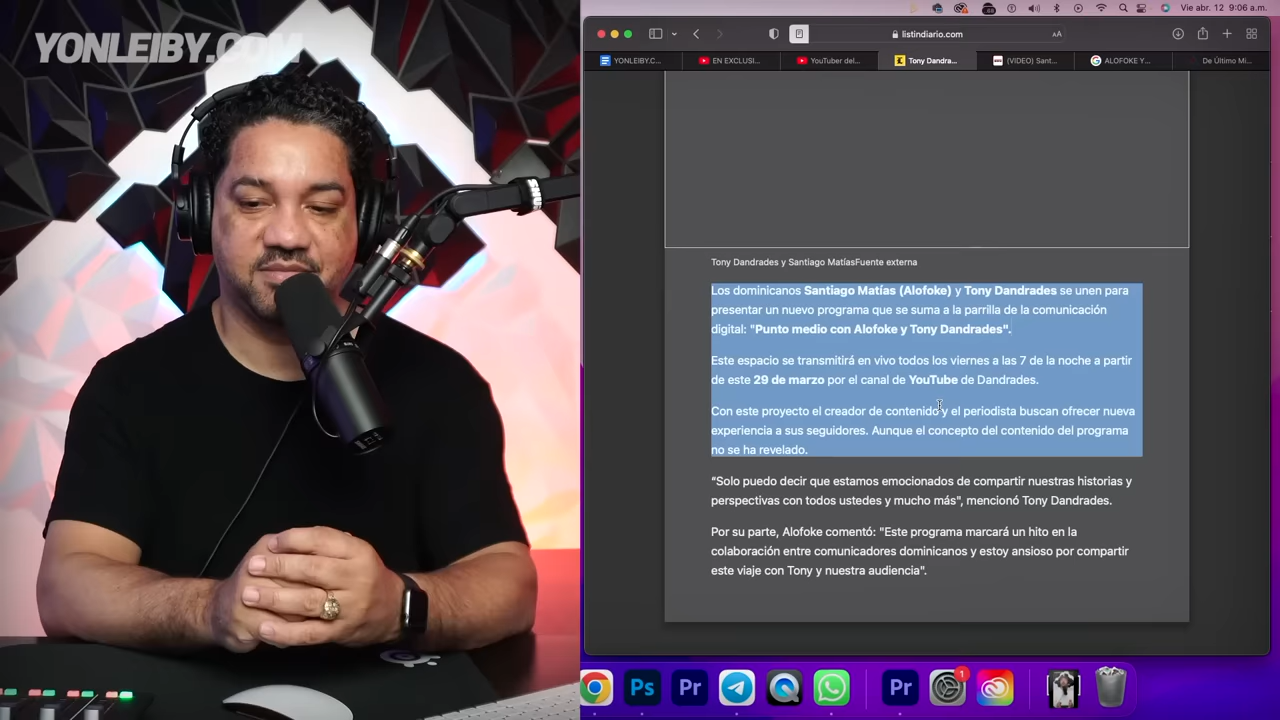 YONLEIBY.COM
Vie abr. 12 9:06 a.m.
listindiario.com
YONLEIBY.C...
EN EXCLUSI...
YouTuber del...
Tony Dandra...
(VIDEO) Sant...
ALOFOKE Y...
De Último Mi...
Tony Dandrades y Santiago MatíasFuente externa
Los dominicanos Santiago Matías (Alofoke) y Tony Dandrades se unen para
presentar un nuevo programa que se suma a la parrilla de la comunicación
digital: "Punto medio con Alofoke y Tony Dandrades".
Este espacio se transmitirá en vivo todos los viernes a las 7 de la noche a partir
de este 29 de marzo por el canal de YouTube de Dandrades.
Con este proyecto el creador de contenido y el periodista buscan ofrecer nueva
experiencia a sus seguidores. Aunque el concepto del contenido del programa
no se ha revelado.
“Solo puedo decir que estamos emocionados de compartir nuestras historias y
perspectivas con todos ustedes y mucho más", mencionó Tony Dandrades.
Por su parte, Alofoke comentó: "Este programa marcará un hito en la
colaboración entre comunicadores dominicanos y estoy ansioso por compartir
este viaje con Tony y nuestra audiencia".
Ps
Pr
Pr
1